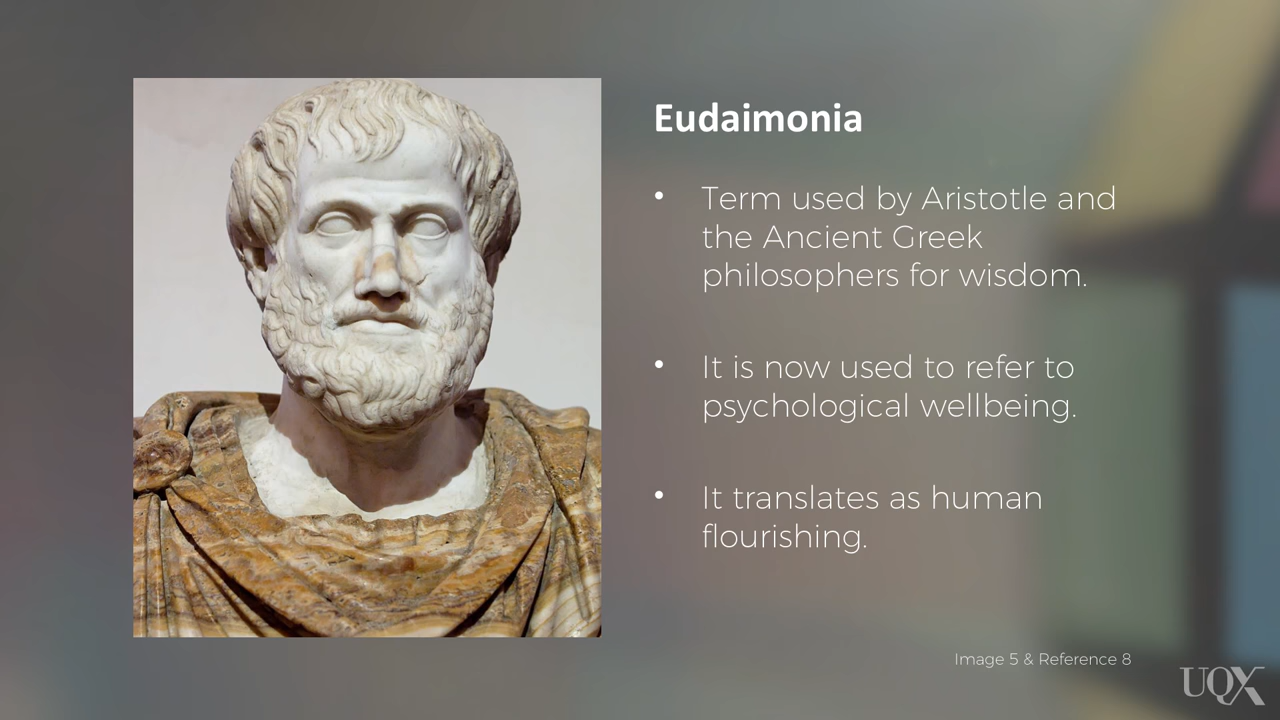 Eudaimonia
• Term used by Aristotle and
the Ancient Greek
philosophers for wisdom.
• It is now used to refer to
psychological wellbeing.
• It translates as human
flourishing.
Image 5 & Reference 8
UQX